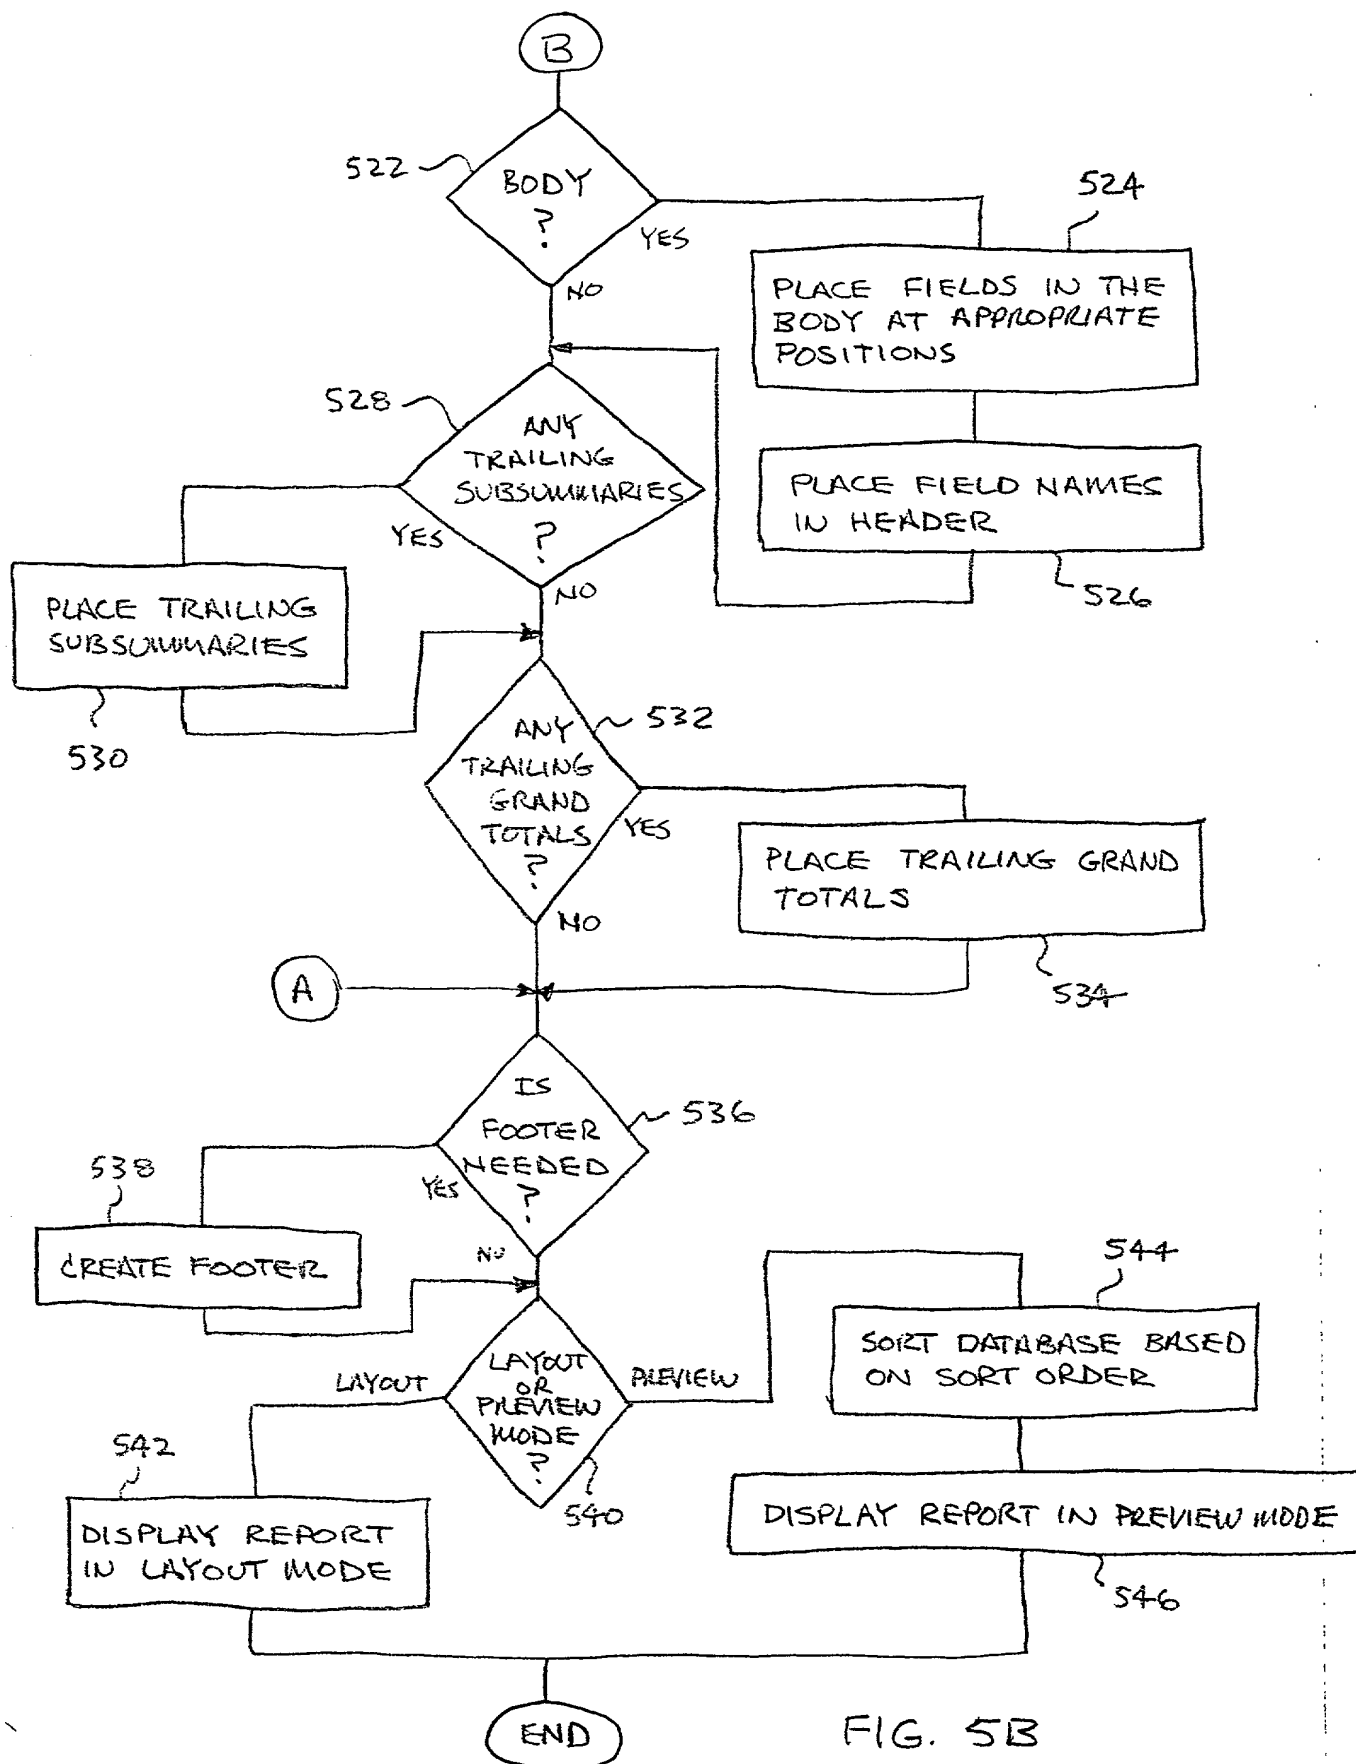 B
522
BODY
?
YES
NO
524
PLACE FIELDS IN THE
BODY AT APPROPRIATE
POSITIONS
528
ANY
TRAILING
SUBSUMMARIES
?
YES
NO
PLACE FIELD NAMES
IN HEADER
526
PLACE TRAILING
SUBSUMMARIES
530
532
ANY
TRAILING
GRAND
TOTALS
?
YES
NO
PLACE TRAILING GRAND
TOTALS
534
A
IS
FOOTER
NEEDED
?
536
YES
NO
538
CREATE FOOTER
544
SORT DATABASE BASED
ON SORT ORDER
LAYOUT
LAYOUT
OR
PREVIEW
MODE
?
PREVIEW
540
542
DISPLAY REPORT
IN LAYOUT MODE
DISPLAY REPORT IN PREVIEW MODE
546
END
FIG. 5B